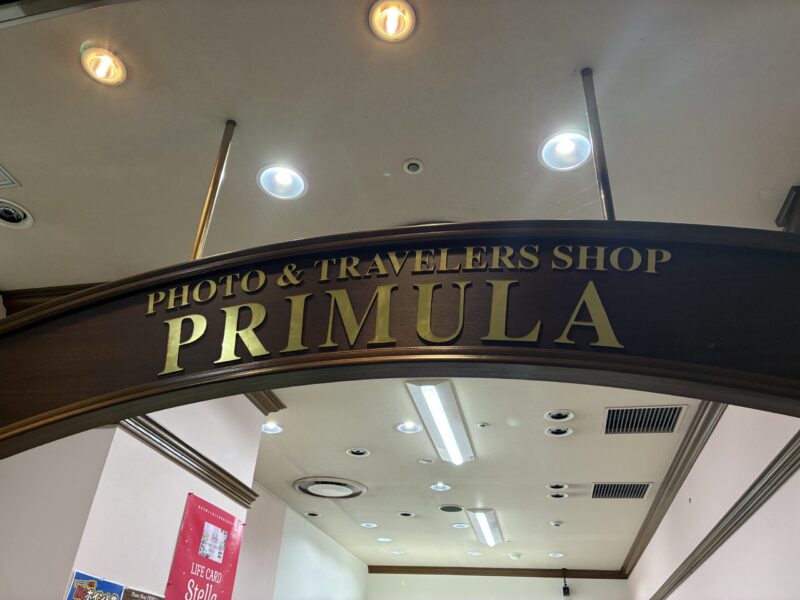 PHOTO & TRAVELERS SHOP
PRIMULA
LIFE CARD
Stella